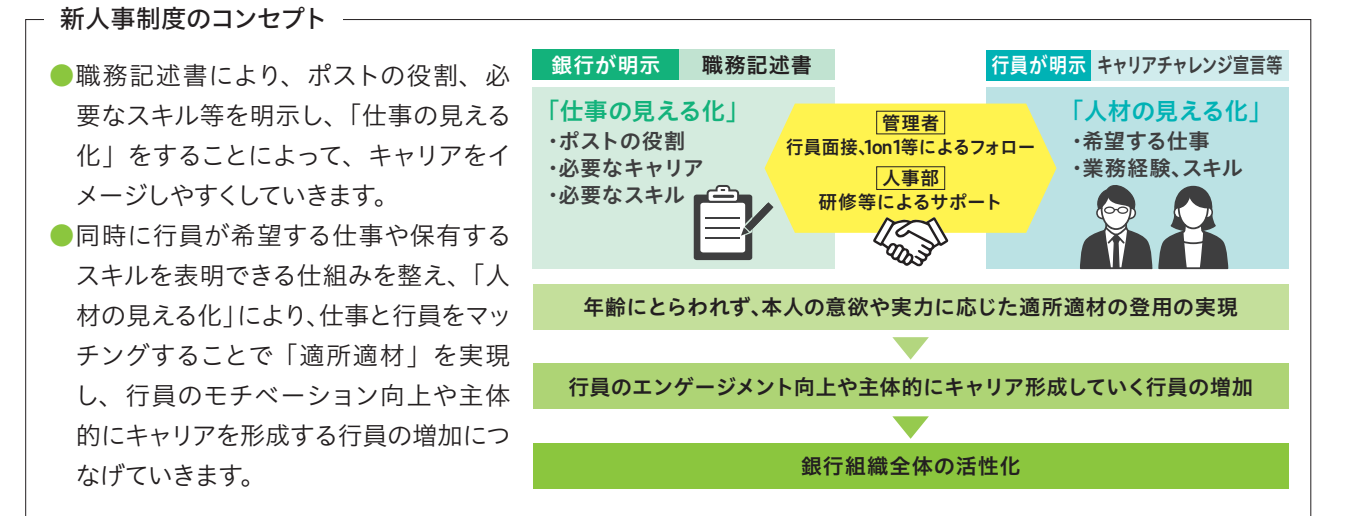 新人事制度のコンセプト
●職務記述書により、ポストの役割、必
要なスキル等を明示し、「仕事の見える
化」をすることによって、キャリアをイ
メージしやすくしていきます。
●同時に行員が希望する仕事や保有する
スキルを表明できる仕組みを整え、「人
材の見える化」により、仕事と行員をマッ
チングすることで「適所適材」を実現
し、行員のモチベーション向上や主体
的にキャリアを形成する行員の増加につ
なげていきます。
銀行が明示 職務記述書
「仕事の見える化」
・ポストの役割
・必要なキャリア
・必要なスキル
管理者
行員面接、1on1等によるフォロー
人事部
研修等によるサポート
行員が明示 キャリアチャレンジ宣言等
「人材の見える化」
・希望する仕事
・業務経験、スキル
年齢にとらわれず、本人の意欲や実力に応じた適所適材の登用の実現
行員のエンゲージメント向上や主体的にキャリア形成していく行員の増加
銀行組織全体の活性化